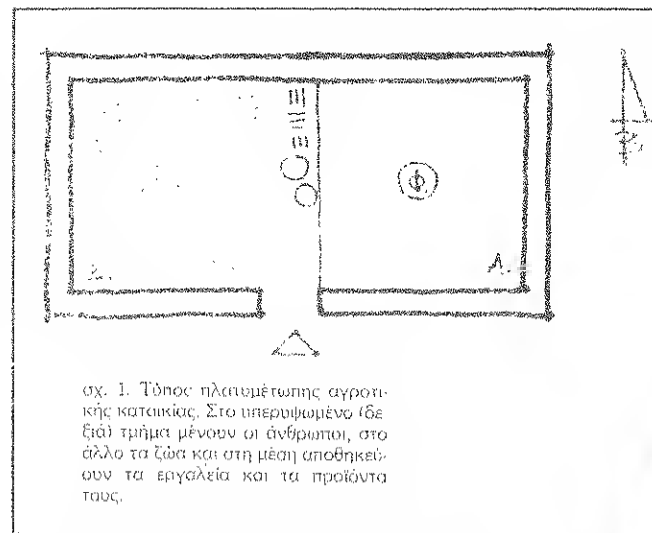 Φ
Α.
σχ. 1. Τύπος πλατυμέτωπης αγροτι-
κής κατοικίας. Στο υπερυψωμένο (δε
ξιά) τμήμα μένουν οι άνθρωποι, στο
άλλο τα ζώα και στη μέση αποθηκεύ-
ουν τα εργαλεία και τα προϊόντα
τους.